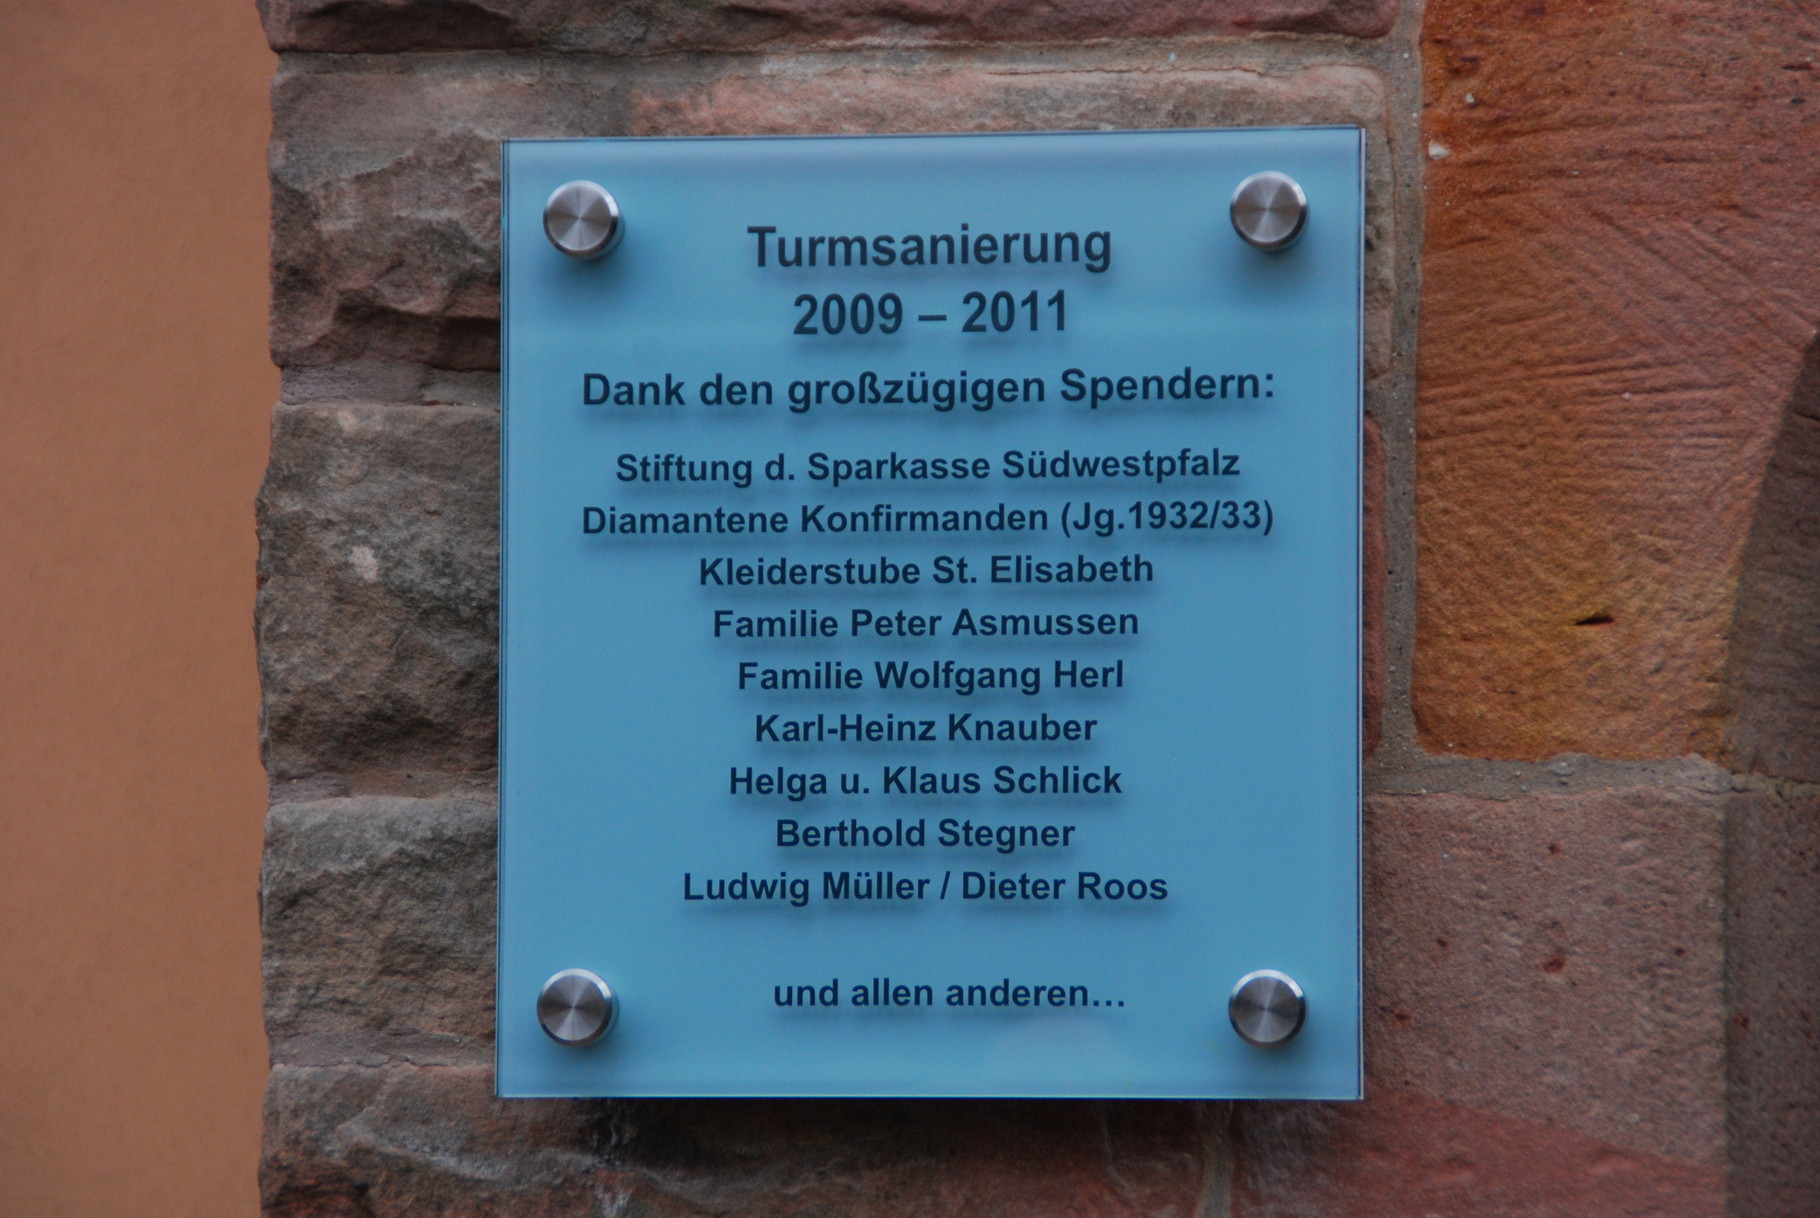 Turmsanierung
2009 – 2011
Dank den großzügigen Spendern:
Stiftung d. Sparkasse Südwestpfalz
Diamantene Konfirmanden (Jg.1932/33)
Kleiderstube St. Elisabeth
Familie Peter Asmussen
Familie Wolfgang Herl
Karl-Heinz Knauber
Helga u. Klaus Schlick
Berthold Stegner
Ludwig Müller / Dieter Roos
und allen anderen...